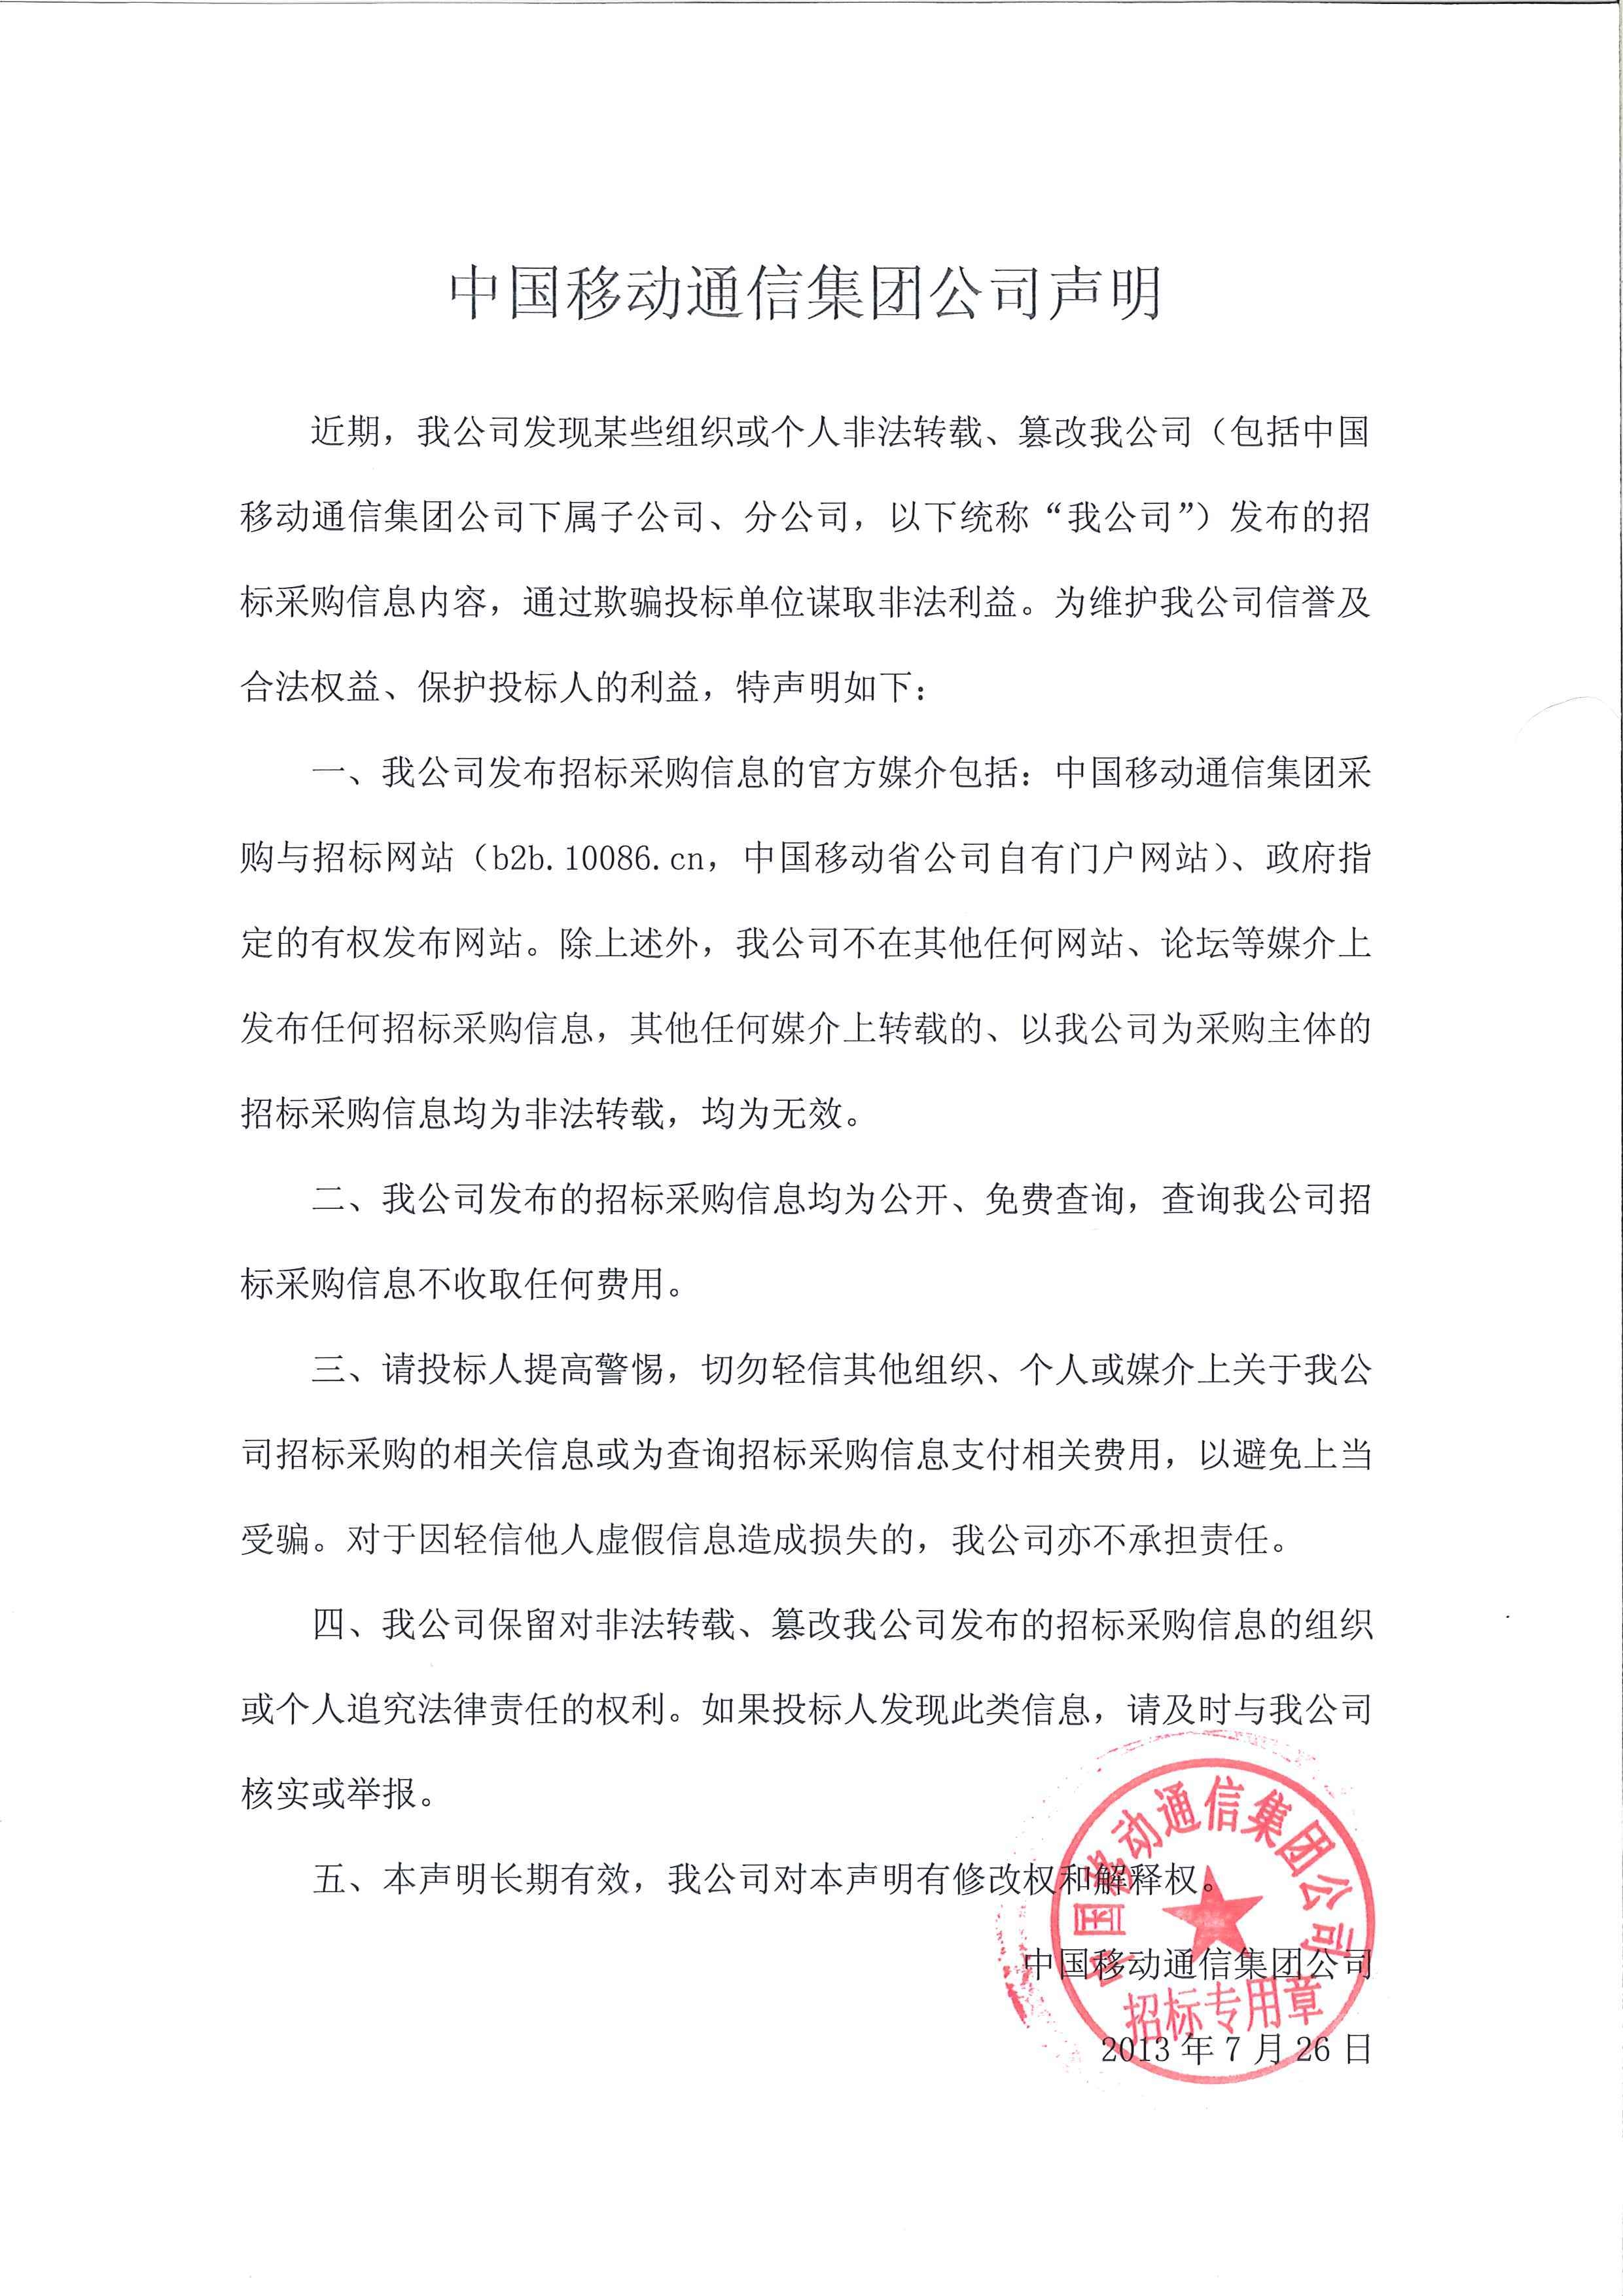 中国移动通信集团公司声明
近期，我公司发现某些组织或个人非法转载、篡改我公司（包括中国
移动通信集团公司下属子公司、分公司，以下统称“我公司”）发布的招
标采购信息内容，通过欺骗投标单位谋取非法利益。为维护我公司信誉及
合法权益、保护投标人的利益，特声明如下：
一、我公司发布招标采购信息的官方媒介包括：中国移动通信集团采
购与招标网站（b2b.10086.cn，中国移动省公司自有门户网站）、政府指
定的有权发布网站。除上述外，我公司不在其他任何网站、论坛等媒介上
发布任何招标采购信息，其他任何媒介上转载的、以我公司为采购主体的
招标采购信息均为非法转载，均为无效。
二、我公司发布的招标采购信息均为公开、免费查询，查询我公司招
标采购信息不收取任何费用。
三、请投标人提高警惕，切勿轻信其他组织、个人或媒介上关于我公
司招标采购的相关信息或为查询招标采购信息支付相关费用，以避免上当
受骗。对于因轻信他人虚假信息造成损失的，我公司亦不承担责任。
四、我公司保留对非法转载、篡改我公司发布的招标采购信息的组织
或个人追究法律责任的权利。如果投标人发现此类信息，请及时与我公司
核实或举报。
五、本声明长期有效，我公司对本声明有修改权和解释权。
中国移动通信集团公司
2013年7月26日
中国移动通信集团公司
招标专用章